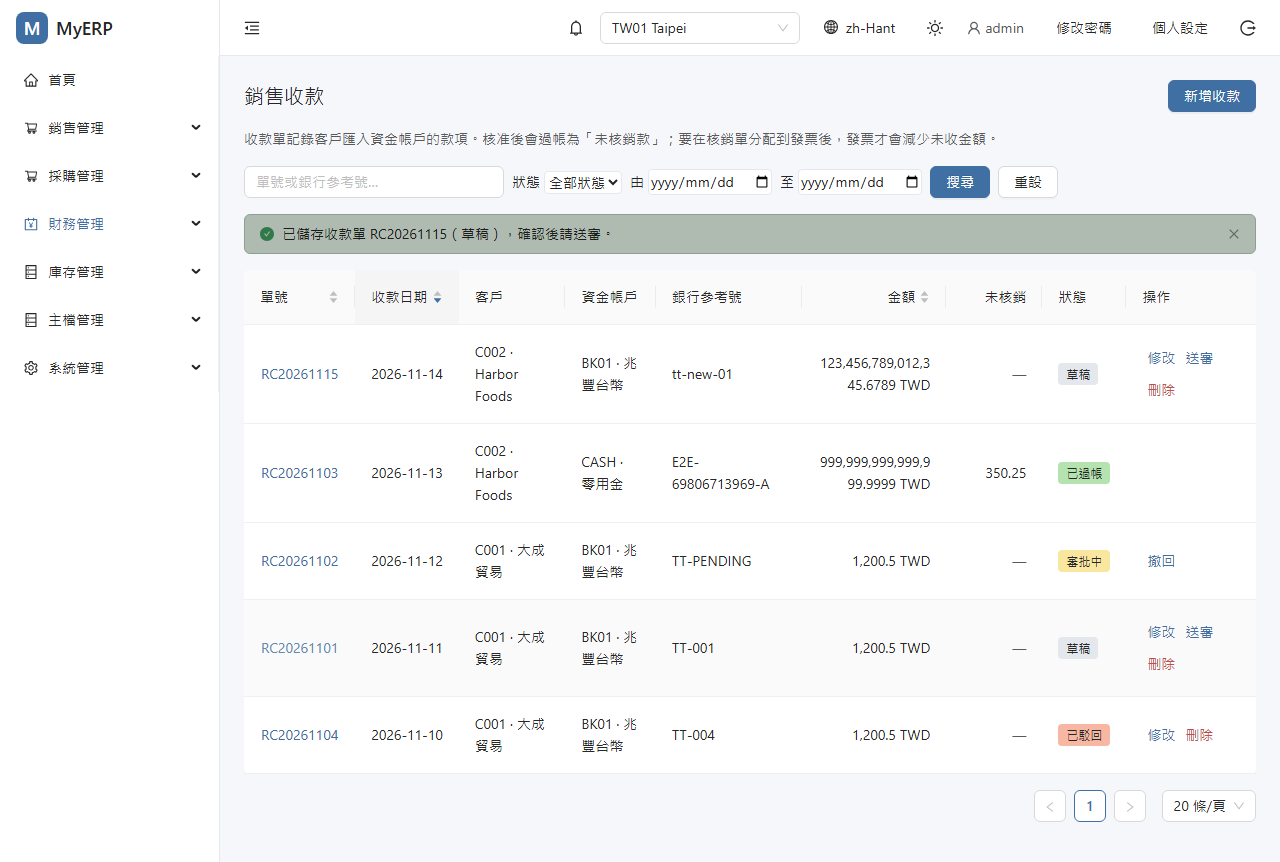 M MyERP
TW01 Taipei
zh-Hant
admin
修改密碼
個人設定
首頁
銷售管理
採購管理
財務管理
庫存管理
主檔管理
系統管理
銷售收款
新增收款
收款單記錄客戶匯入資金帳戶的款項。核准後會過帳為「未核銷款」；要在核銷單分配到發票後，發票才會減少未收金額。
單號或銀行參考號... 狀態 全部狀態 由 yyyy/mm/dd 至 yyyy/mm/dd 搜尋 重設
已儲存收款單 RC20261115（草稿），確認後請送審。
單號 收款日期 客戶 資金帳戶 銀行參考號 金額 未核銷 狀態 操作
RC20261115 2026-11-14 C002 · Harbor Foods BK01 · 兆豐台幣 tt-new-01 123,456,789,012,345.6789 TWD — 草稿 修改 送審 刪除
RC20261103 2026-11-13 C002 · Harbor Foods CASH · 零用金 E2E-69806713969-A 999,999,999,999,999.9999 TWD 350.25 已過帳
RC20261102 2026-11-12 C001 · 大成貿易 BK01 · 兆豐台幣 TT-PENDING 1,200.5 TWD — 審批中 撤回
RC20261101 2026-11-11 C001 · 大成貿易 BK01 · 兆豐台幣 TT-001 1,200.5 TWD — 草稿 修改 送審 刪除
RC20261104 2026-11-10 C001 · 大成貿易 BK01 · 兆豐台幣 TT-004 1,200.5 TWD — 已駁回 修改 刪除
1 20 條/頁